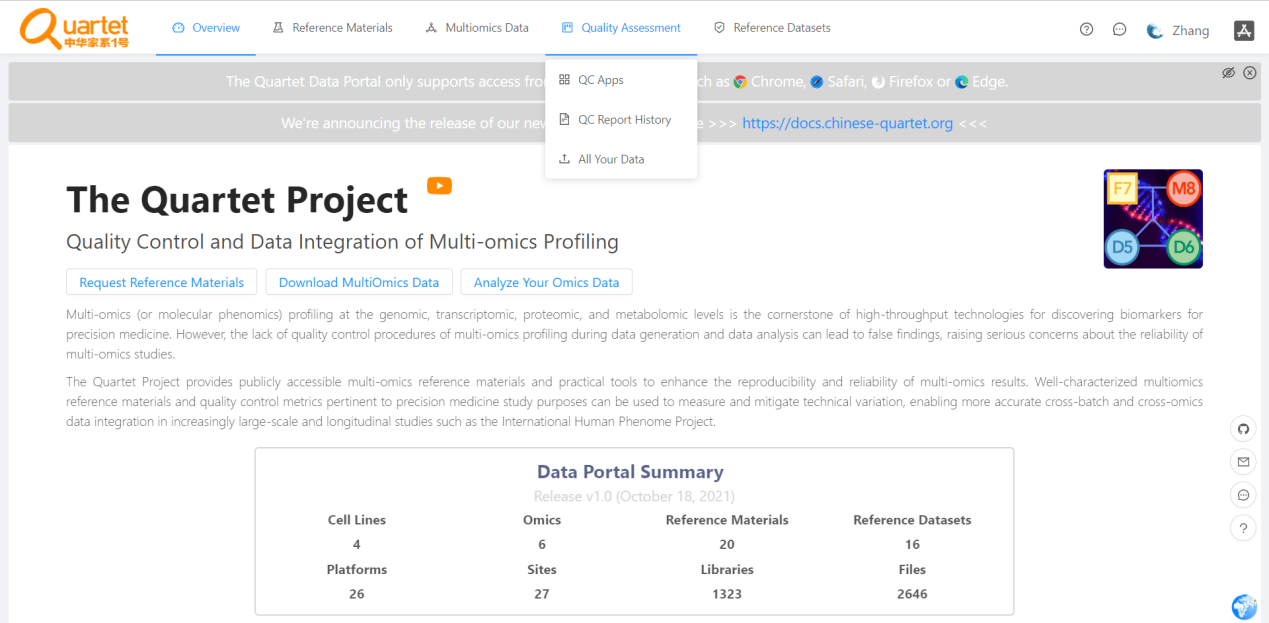 Quartet
中华家系1号
Overview
Reference Materials
Multiomics Data
Quality Assessment
Reference Datasets
Zhang
The Quartet Data Portal only supports access fro
ch as Chrome, Safari, Firefox or Edge.
QC Apps
QC Report History
All Your Data
We're announcing the release of our new
e >>> https://docs.chinese-quartet.org <<<
The Quartet Project
Quality Control and Data Integration of Multi-omics Profiling
F7
M8
D5
D6
Request Reference Materials
Download MultiOmics Data
Analyze Your Omics Data
Multi-omics (or molecular phenomics) profiling at the genomic, transcriptomic, proteomic, and metabolomic levels is the cornerstone of high-throughput technologies for discovering biomarkers for
precision medicine. However, the lack of quality control procedures of multi-omics profiling during data generation and data analysis can lead to false findings, raising serious concerns about the reliability of
multi-omics studies.
The Quartet Project provides publicly accessible multi-omics reference materials and practical tools to enhance the reproducibility and reliability of multi-omics results. Well-characterized multiomics
reference materials and quality control metrics pertinent to precision medicine study purposes can be used to measure and mitigate technical variation, enabling more accurate cross-batch and cross-omics
data integration in increasingly large-scale and longitudinal studies such as the International Human Phenome Project.
Data Portal Summary
Release v1.0 (October 18, 2021)
Cell Lines
Omics
Reference Materials
Reference Datasets
4
6
20
16
Platforms
Sites
Libraries
Files
26
27
1323
2646